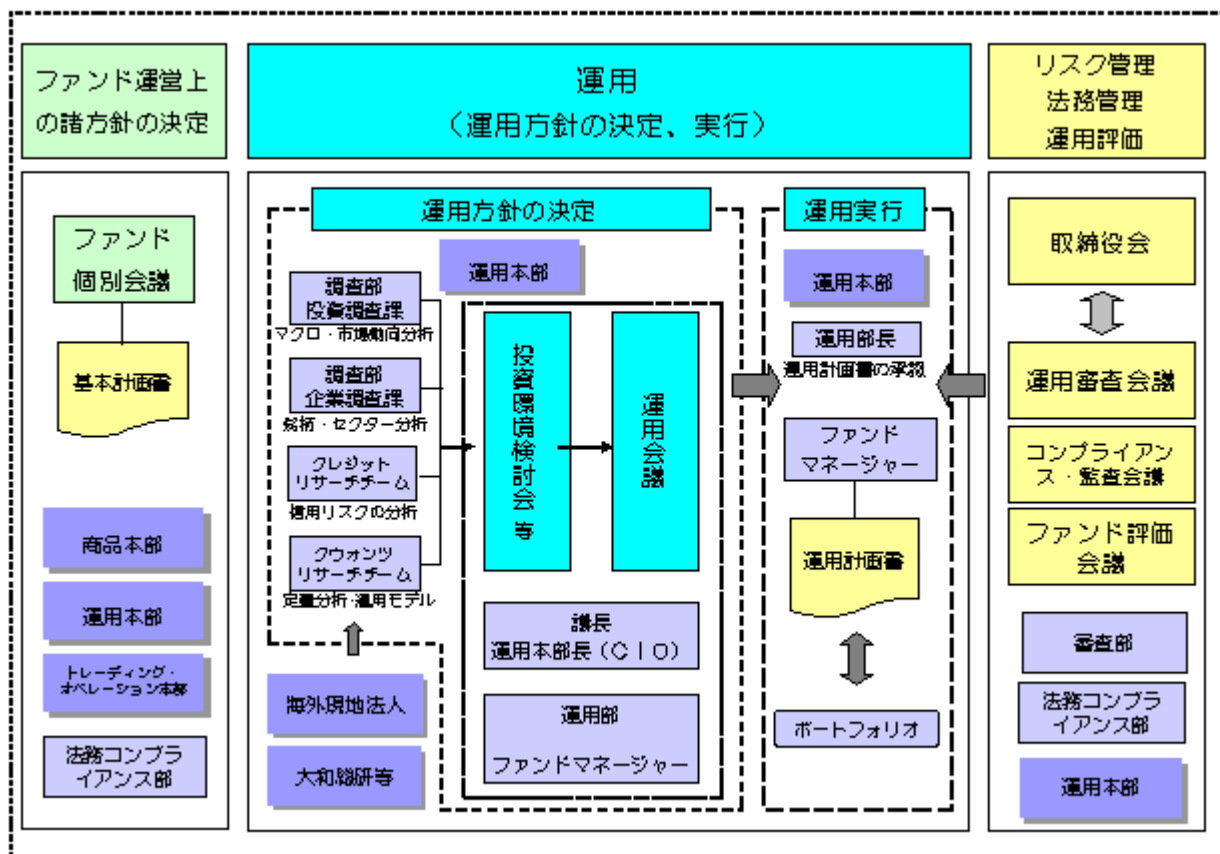 ファンド運営上
の諸方針の決定
運用
（運用方針の決定、実行）
リスク管理
法務管理
運用評価
ファンド
個別会議
基本計画書
商品本部
運用本部
トレーディング・
オペレーション本部
法務コンプラ
イアンス部
運用方針の決定
運用本部
調査部
投資調査課
マクロ・市場動向分析
調査部
企業調査課
銘柄・セクター分析
クレジット
リサーチチーム
信用リスクの分析
クウォンツ
リサーチチーム
定量分析・運用モデル
海外現地法人
大和総研等
投資環境検討会 等
運用会議
議長
運用本部長（ＣＩＯ）
運用部
ファンドマネージャー
運用実行
運用本部
運用部長
運用計画書の承認
ファンド
マネージャー
運用計画書
ポートフォリオ
取締役会
運用審査会議
コンプライアン
ス・監査会議
ファンド評価
会議
審査部
法務コンプラ
イアンス部
運用本部